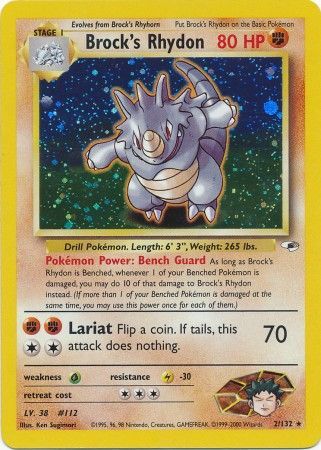 STAGE 1
Evolves from Brock's Rhyhorn
Put Brock's Rhydon on the Basic Pokémon
Brock's Rhydon 80 HP
Drill Pokémon. Length: 6' 3", Weight: 265 lbs.
Pokémon Power: Bench Guard As long as Brock's
Rhydon is Benched, whenever 1 of your Benched Pokémon is
damaged, you may do 10 of that damage to Brock's Rhydon
instead. (If more than 1 of your Benched Pokémon is damaged at the
same time, you may use this power once for each of them.)
Lariat Flip a coin. If tails, this 70
attack does nothing.
weakness resistance -30
retreat cost
LV. 38 #112
Illus. Ken Sugimori ©1995, 96, 98 Nintendo, Creatures, GAMEFREAK. ©1999-2000 Wizards. 2/132 ★